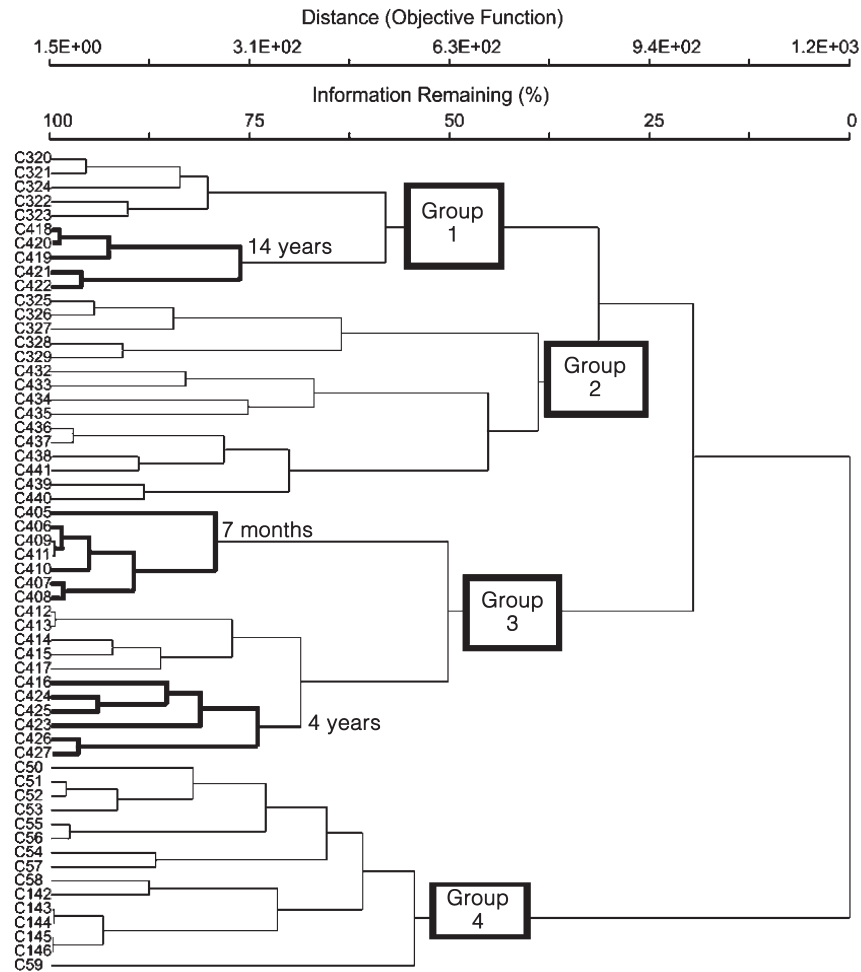 Distance (Objective Function)
1.5E+00 3.1E+02 6.3E+02 9.4E+02 1.2E+03
Information Remaining (%)
100 75 50 25 0
C320
C321
C324
C322
C323
C418
C420
C419
C421
C422
C325
C326
C327
C328
C329
C432
C433
C434
C435
C436
C437
C438
C441
C439
C440
C405
C406
C409
C411
C410
C407
C408
C412
C413
C414
C415
C417
C416
C424
C425
C423
C426
C427
C50
C51
C52
C53
C55
C56
C54
C57
C58
C142
C143
C144
C145
C146
C59
Group
1
14 years
Group
2
7 months
Group
3
4 years
Group
4